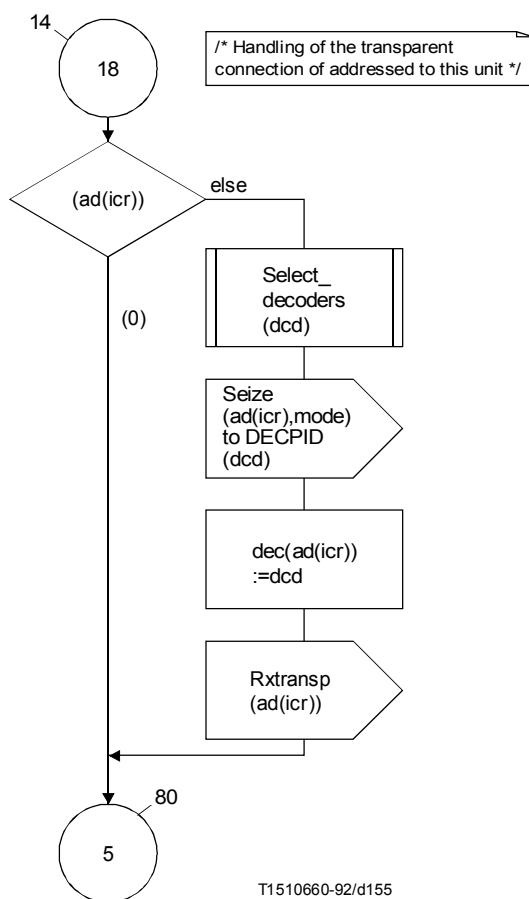 14
18
/* Handling of the transparent
connection of addressed to this unit */
(ad(icr))
else
(0)
Select_
decoders
(dcd)
Seize
(ad(icr),mode)
to DECPID
(dcd)
dec(ad(icr))
:=dcd
Rxtransp
(ad(icr))
80
5
T1510660-92/d155